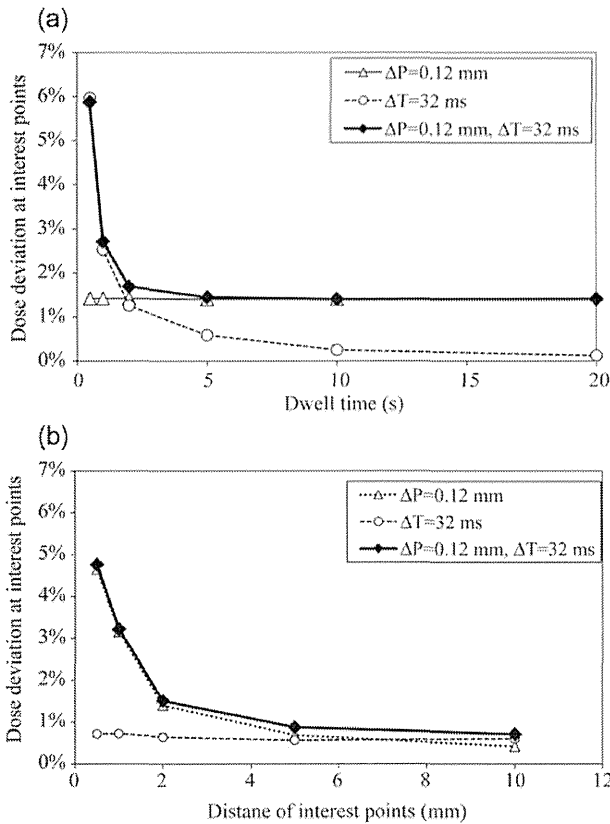 (a)
7%
6%
5%
4%
3%
2%
1%
0%
Dose deviation at interest points
ΔP=0.12 mm
ΔT=32 ms
ΔP=0.12 mm, ΔT=32 ms
0 5 10 15 20
Dwell time (s)
(b)
7%
6%
5%
4%
3%
2%
1%
0%
Dose deviation at interest points
ΔP=0.12 mm
ΔT=32 ms
ΔP=0.12 mm, ΔT=32 ms
0 2 4 6 8 10 12
Distane of interest points (mm)